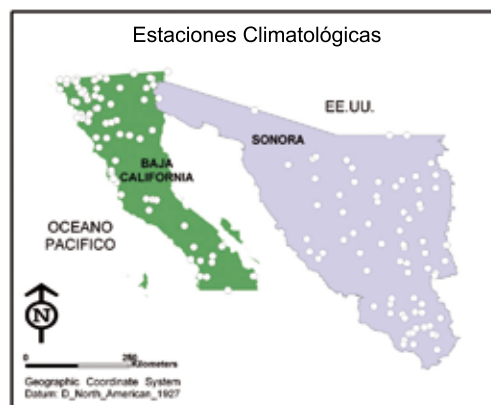 Estaciones Climatológicas
EE.UU.
SONORA
BAJA
CALIFORNIA
OCEANO
PACIFICO
N
0 250
Kilometers
Geographic Coordinate System
Datum: D_North_American_1927